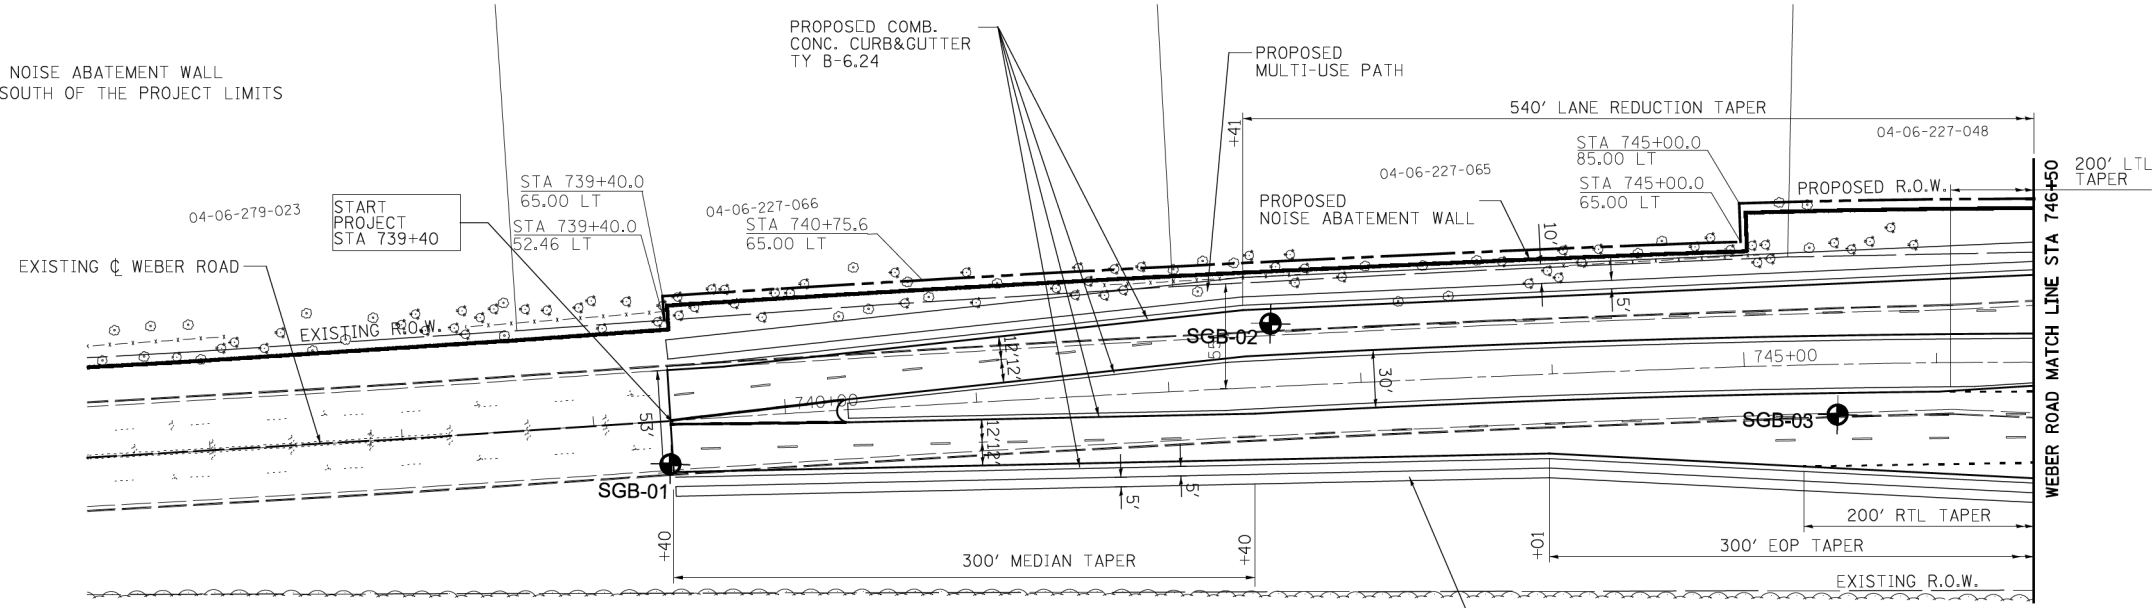 NOISE ABATEMENT WALL
SOUTH OF THE PROJECT LIMITS
PROPOSED COMB.
CONC. CURB&GUTTER
TY B-6.24
PROPOSED
MULTI-USE PATH
540' LANE REDUCTION TAPER
+41
04-06-227-048
STA 745+00.0
85.00 LT
STA 745+00.0
65.00 LT
200' LTL
TAPER
04-06-227-065
PROPOSED R.O.W.
PROPOSED
NOISE ABATEMENT WALL
STA 739+40.0
65.00 LT
STA 739+40.0
52.46 LT
04-06-279-023
START
PROJECT
STA 739+40
04-06-227-066
STA 740+75.6
65.00 LT
EXISTING ℄ WEBER ROAD
EXISTING R.O.W.
10'
5'
SGB-02
55'
12'
12'
745+00
30'
740+00
53'
SGB-03
12'
12'
SGB-01
5'
5'
WEBER ROAD MATCH LINE STA 746+50
200' RTL TAPER
+40
300' MEDIAN TAPER
+40
+01
300' EOP TAPER
EXISTING R.O.W.